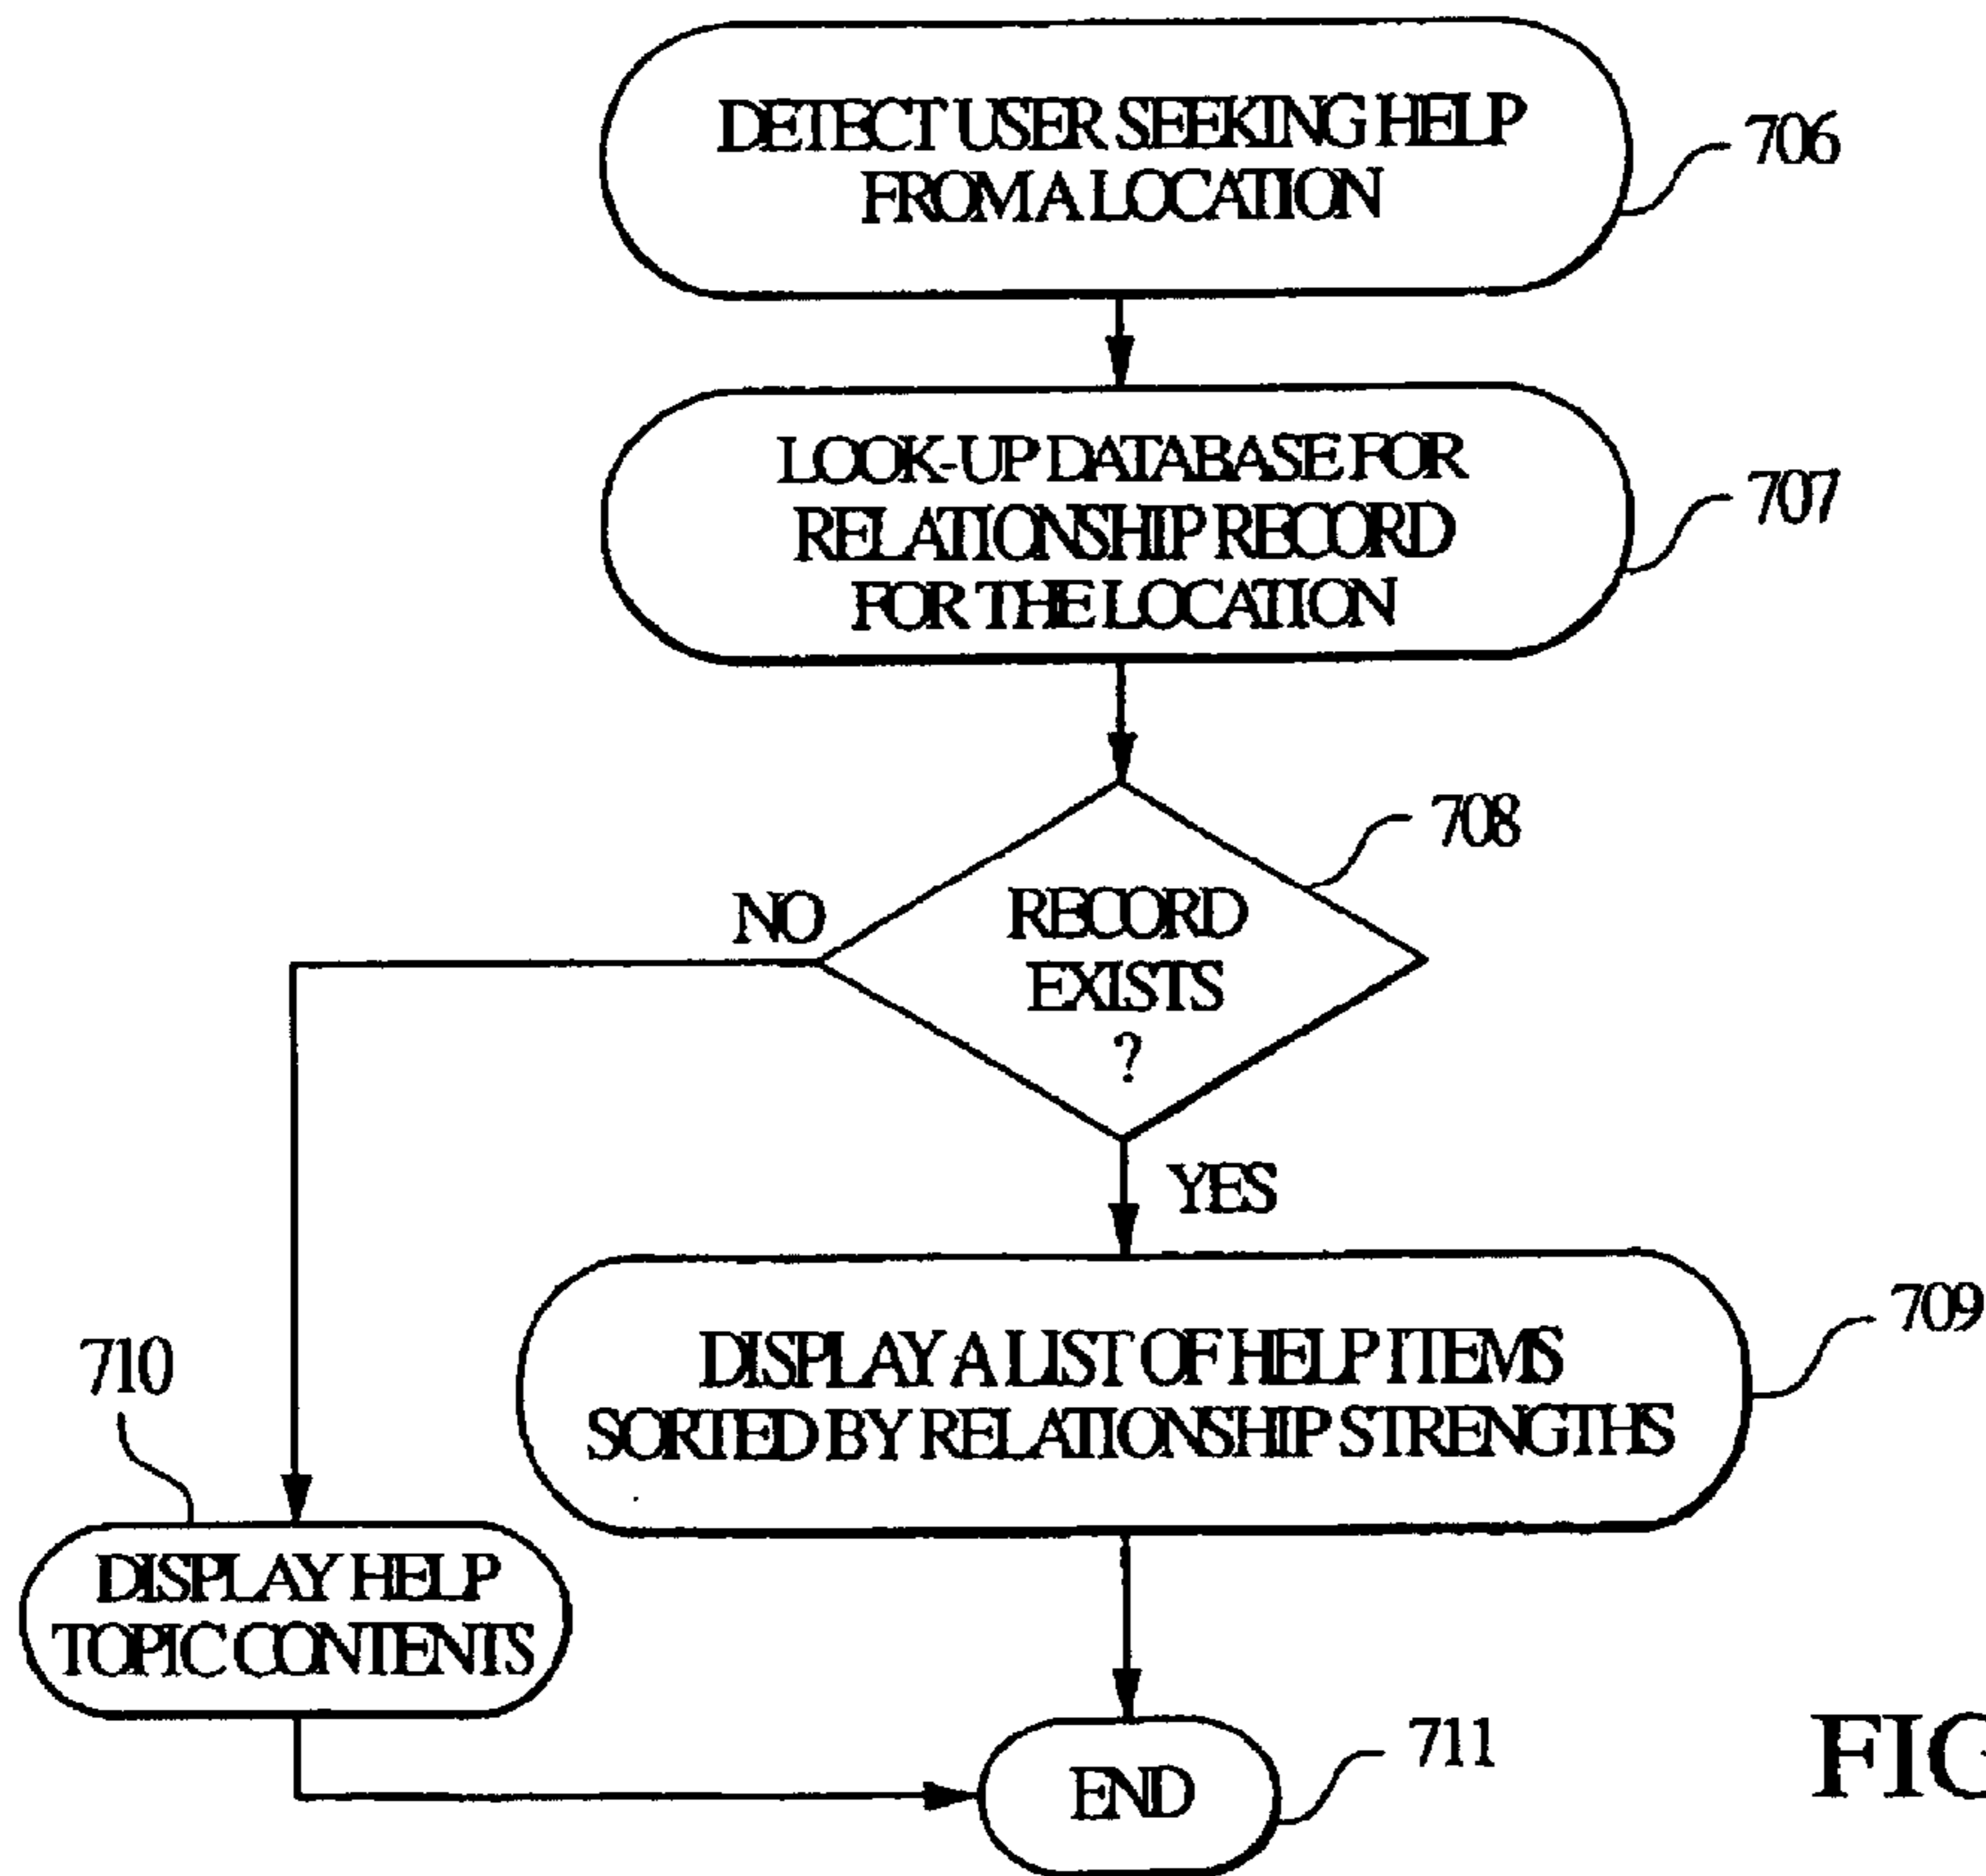 DETECT USER SEEKING HELP
FROM A LOCATION
706
LOOK-UP DATABASE FOR
RELATIONSHIP RECORD
FOR THE LOCATION
707
708
NO
RECORD
EXISTS
?
YES
709
DISPLAY A LIST OF HELP ITEMS
SORTED BY RELATIONSHIP STRENGTHS
710
DISPLAY HELP
TOPIC CONTENTS
711
END